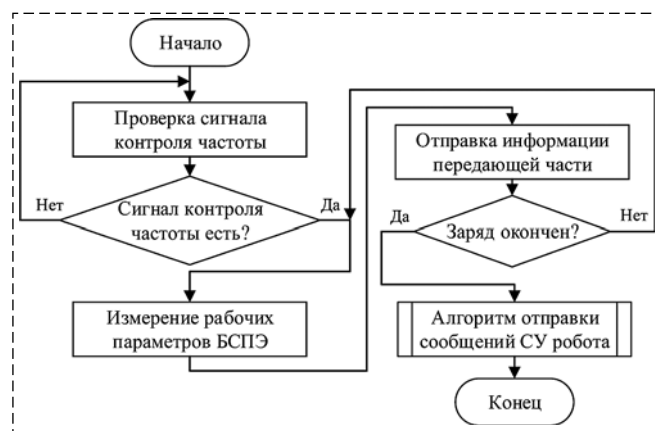 Начало
Проверка сигнала
контроля частоты
Нет
Сигнал контроля
частоты есть?
Да
Измерение рабочих
параметров БСПЭ
Отправка информации
передающей части
Да
Заряд окончен?
Нет
Алгоритм отправки
сообщений СУ робота
Конец